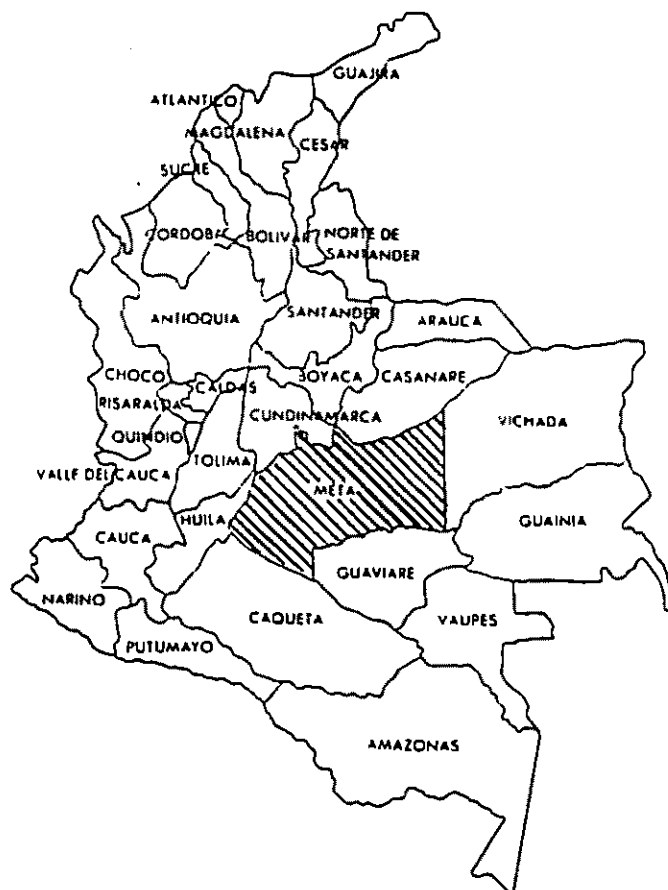 GUAJIRA
ATLANTICO
MAGDALENA
CESAR
SUCRE
CORDOBA
BOLIVAR
NORTE DE
SANTANDER
ANTIOQUIA
SANTANDER
ARAUCA
CHOCO
CALDAS
BOYACA
CASANARE
RISARALDA
CUNDINAMARCA
VICHADA
QUINDIO
TOLIMA
VALLE DEL CAUCA
META
HUILA
GUAINIA
CAUCA
GUAVIARE
NARINO
CAQUETA
VAUPES
PUTUMAYO
AMAZONAS